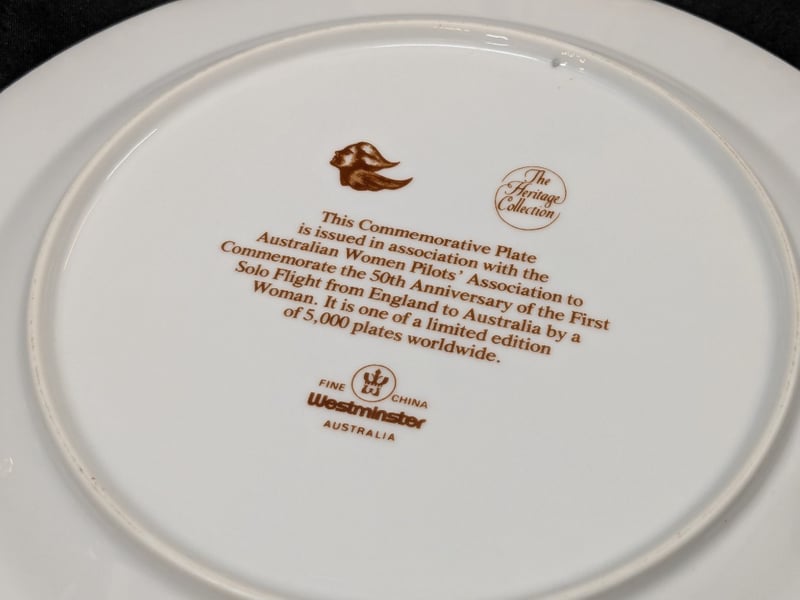 The
Heritage
Collection
This Commemorative Plate
is issued in association with the
Australian Women Pilots' Association to
Commemorate the 50th Anniversary of the First
Solo Flight from England to Australia by a
Woman. It is one of a limited edition
of 5,000 plates worldwide.
FINE CHINA
Westminster
AUSTRALIA